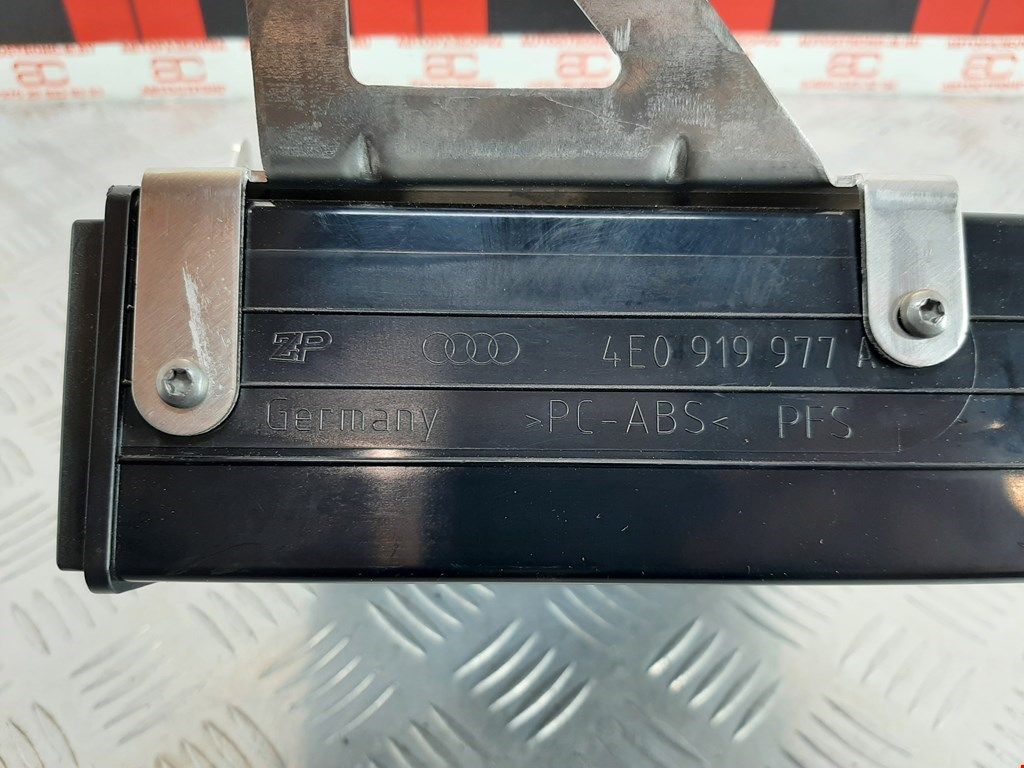 ZP 4E0 919 977 A
Germany >PC-ABS< PFS